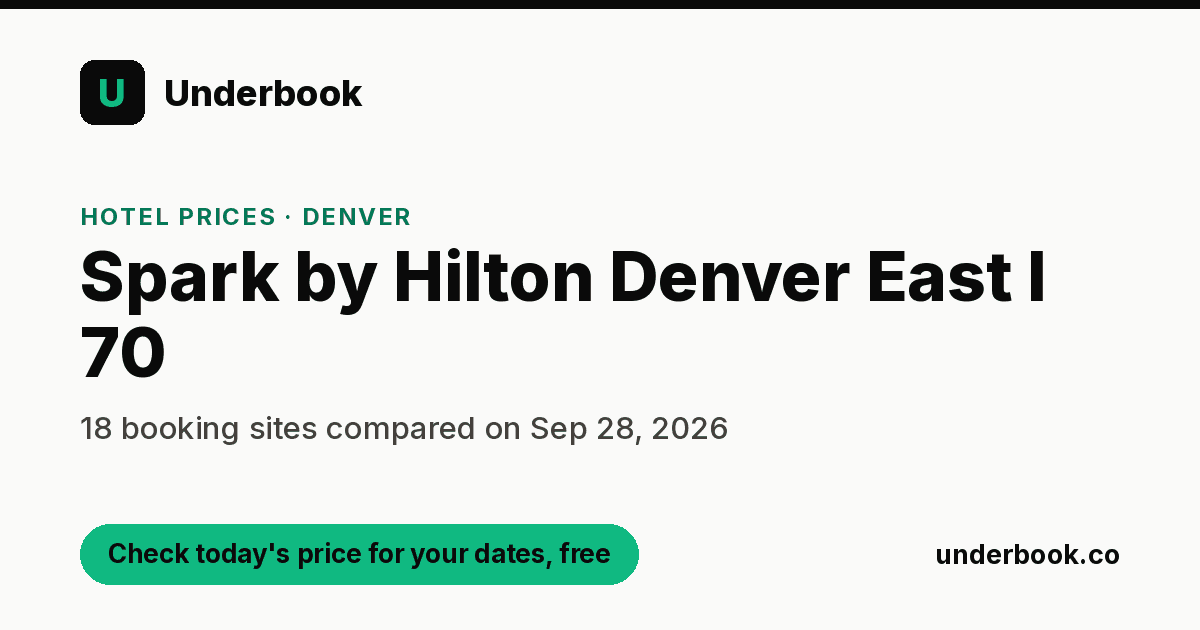 U Underbook
HOTEL PRICES · DENVER
Spark by Hilton Denver East I
70
18 booking sites compared on Sep 28, 2026
Check today's price for your dates, free
underbook.co